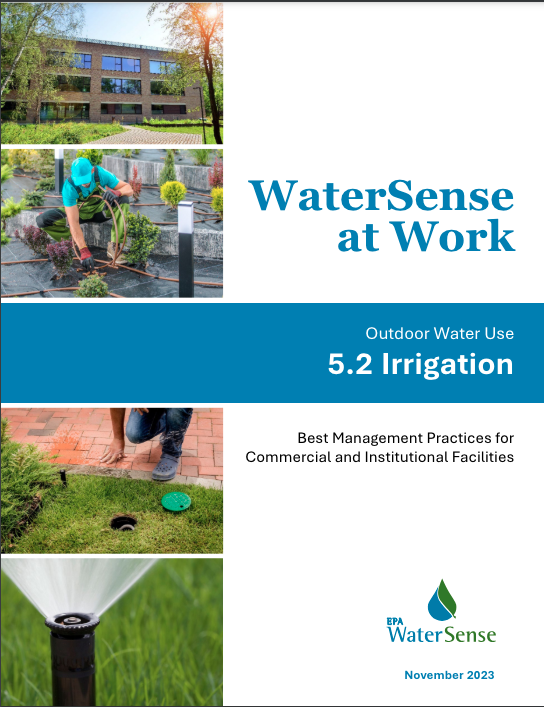 WaterSense
at Work
Outdoor Water Use
5.2 Irrigation
Best Management Practices for
Commercial and Institutional Facilities
EPA
WaterSense
November 2023